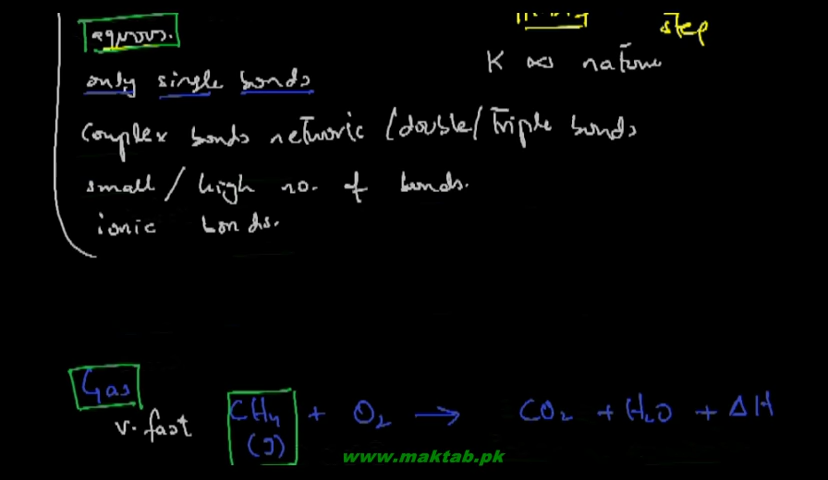 aqueous.
step
only single bonds
K ∝ nature
Complex bonds network /double/Triple bonds
small / high no. of bonds.
ionic bonds.
Gas
v. fast
CH4 + O2 → CO2 + H2O + ΔH
(g)
www.maktab.pk